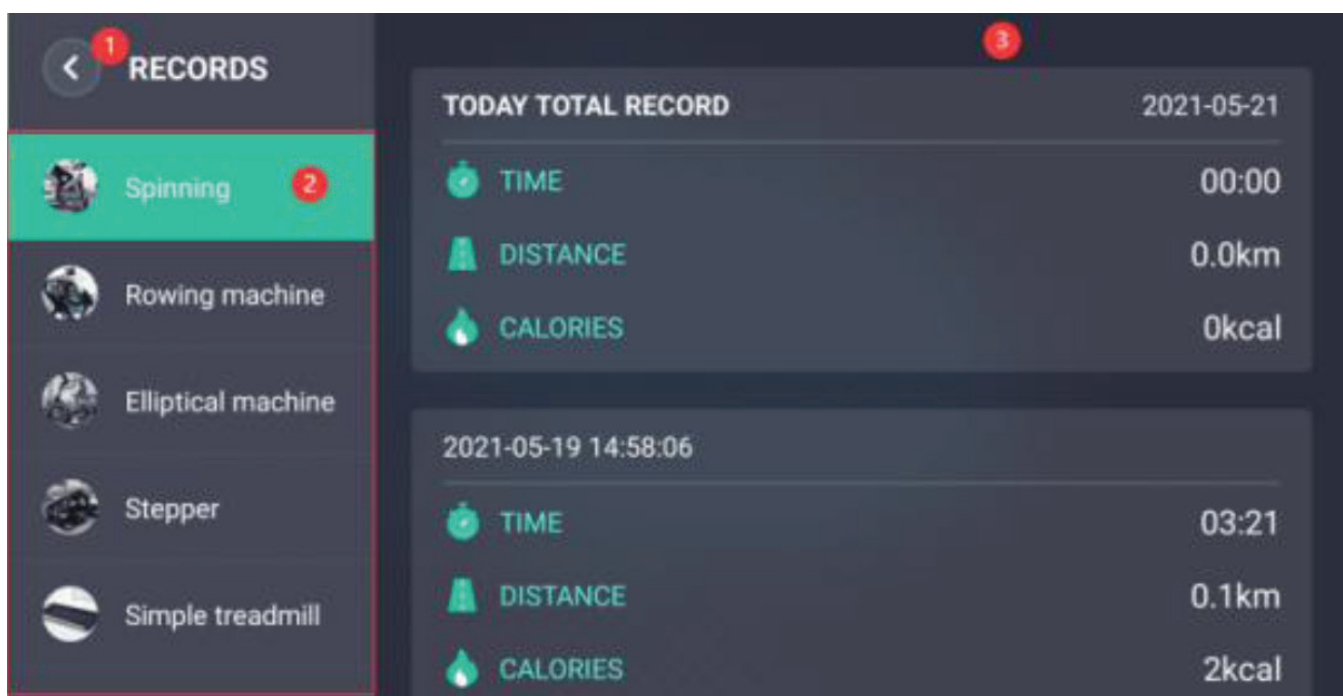 1
RECORDS
Spinning
2
Rowing machine
Elliptical machine
Stepper
Simple treadmill
3
TODAY TOTAL RECORD 2021-05-21
TIME 00:00
DISTANCE 0.0km
CALORIES 0kcal
2021-05-19 14:58:06
TIME 03:21
DISTANCE 0.1km
CALORIES 2kcal